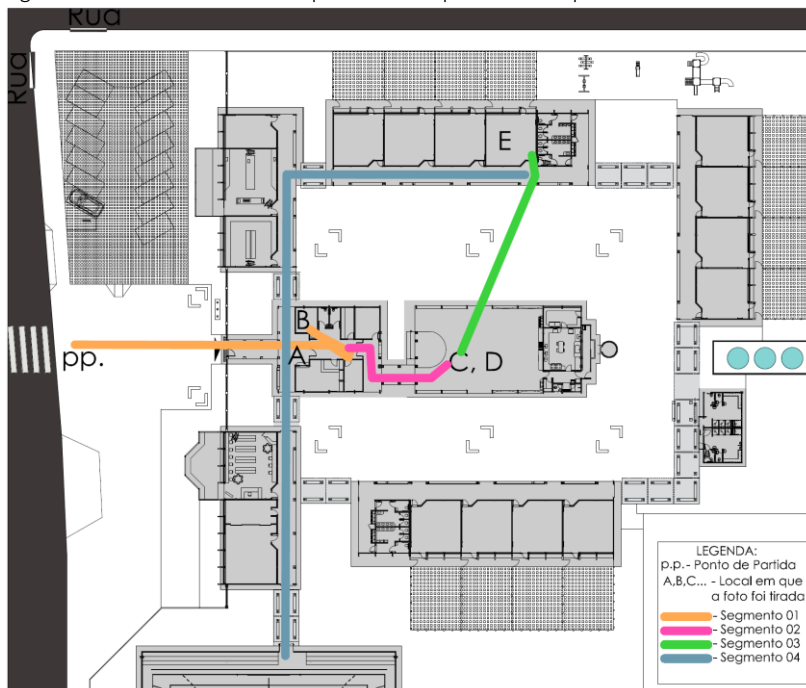 Rua
Rua
E
B
pp.
A
C, D
LEGENDA:
p.p.- Ponto de Partida
A,B,C... - Local em que
a foto foi tirada
- Segmento 01
- Segmento 02
- Segmento 03
- Segmento 04